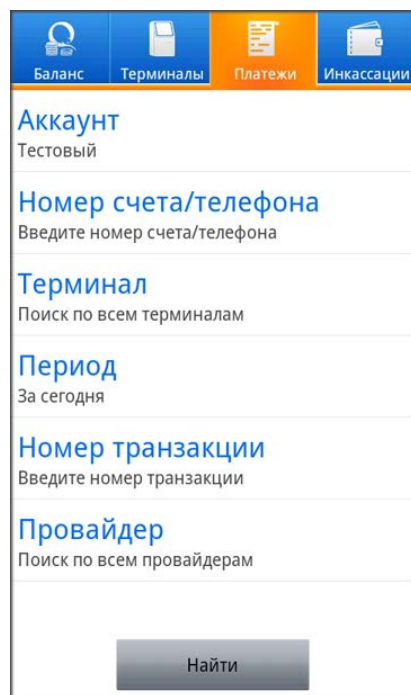 Баланс Терминалы Платежи Инкассации
Аккаунт
Тестовый
Номер счета/телефона
Введите номер счета/телефона
Терминал
Поиск по всем терминалам
Период
За сегодня
Номер транзакции
Введите номер транзакции
Провайдер
Поиск по всем провайдерам
Найти